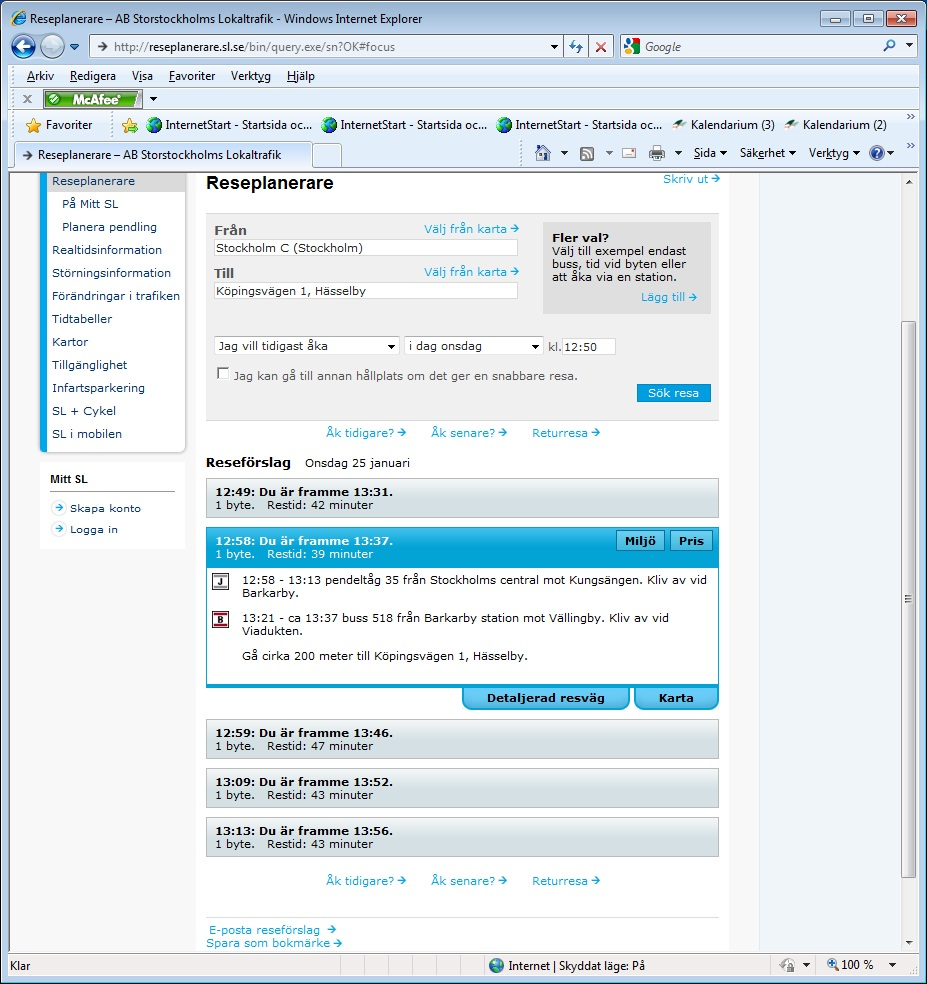 Reseplanerare – AB Storstockholms Lokaltrafik - Windows Internet Explorer
http://reseplanerare.sl.se/bin/query.exe/sn?OK#focus
Google
Arkiv Redigera Visa Favoriter Verktyg Hjälp
x McAfee
Favoriter InternetStart - Startsida oc... InternetStart - Startsida oc... InternetStart - Startsida oc... Kalendarium (3) Kalendarium (2)
Reseplanerare – AB Storstockholms Lokaltrafik
Sida Säkerhet Verktyg
Reseplanerare
På Mitt SL
Planera pendling
Realtidsinformation
Störningsinformation
Förändringar i trafiken
Tidtabeller
Kartor
Tillgänglighet
Infartsparkering
SL + Cykel
SL i mobilen
Mitt SL
Skapa konto
Logga in
Reseplanerare
Skriv ut
Från
Välj från karta
Stockholm C (Stockholm)
Till
Välj från karta
Köpingsvägen 1, Hässelby
Fler val?
Välj till exempel endast
buss, tid vid byten eller
att åka via en station.
Lägg till
Jag vill tidigast åka i dag onsdag kl. 12:50
Jag kan gå till annan hållplats om det ger en snabbare resa.
Sök resa
Åk tidigare? Åk senare? Returresa
Reseförslag Onsdag 25 januari
12:49: Du är framme 13:31.
1 byte. Restid: 42 minuter
12:58: Du är framme 13:37.
1 byte. Restid: 39 minuter
Miljö Pris
J 12:58 - 13:13 pendeltåg 35 från Stockholms central mot Kungsängen. Kliv av vid
Barkarby.
B 13:21 - ca 13:37 buss 518 från Barkarby station mot Vällingby. Kliv av vid
Viadukten.
Gå cirka 200 meter till Köpingsvägen 1, Hässelby.
Detaljerad resväg Karta
12:59: Du är framme 13:46.
1 byte. Restid: 47 minuter
13:09: Du är framme 13:52.
1 byte. Restid: 43 minuter
13:13: Du är framme 13:56.
1 byte. Restid: 43 minuter
Åk tidigare? Åk senare? Returresa
E-posta reseförslag
Spara som bokmärke
Klar
Internet | Skyddat läge: På
100 %